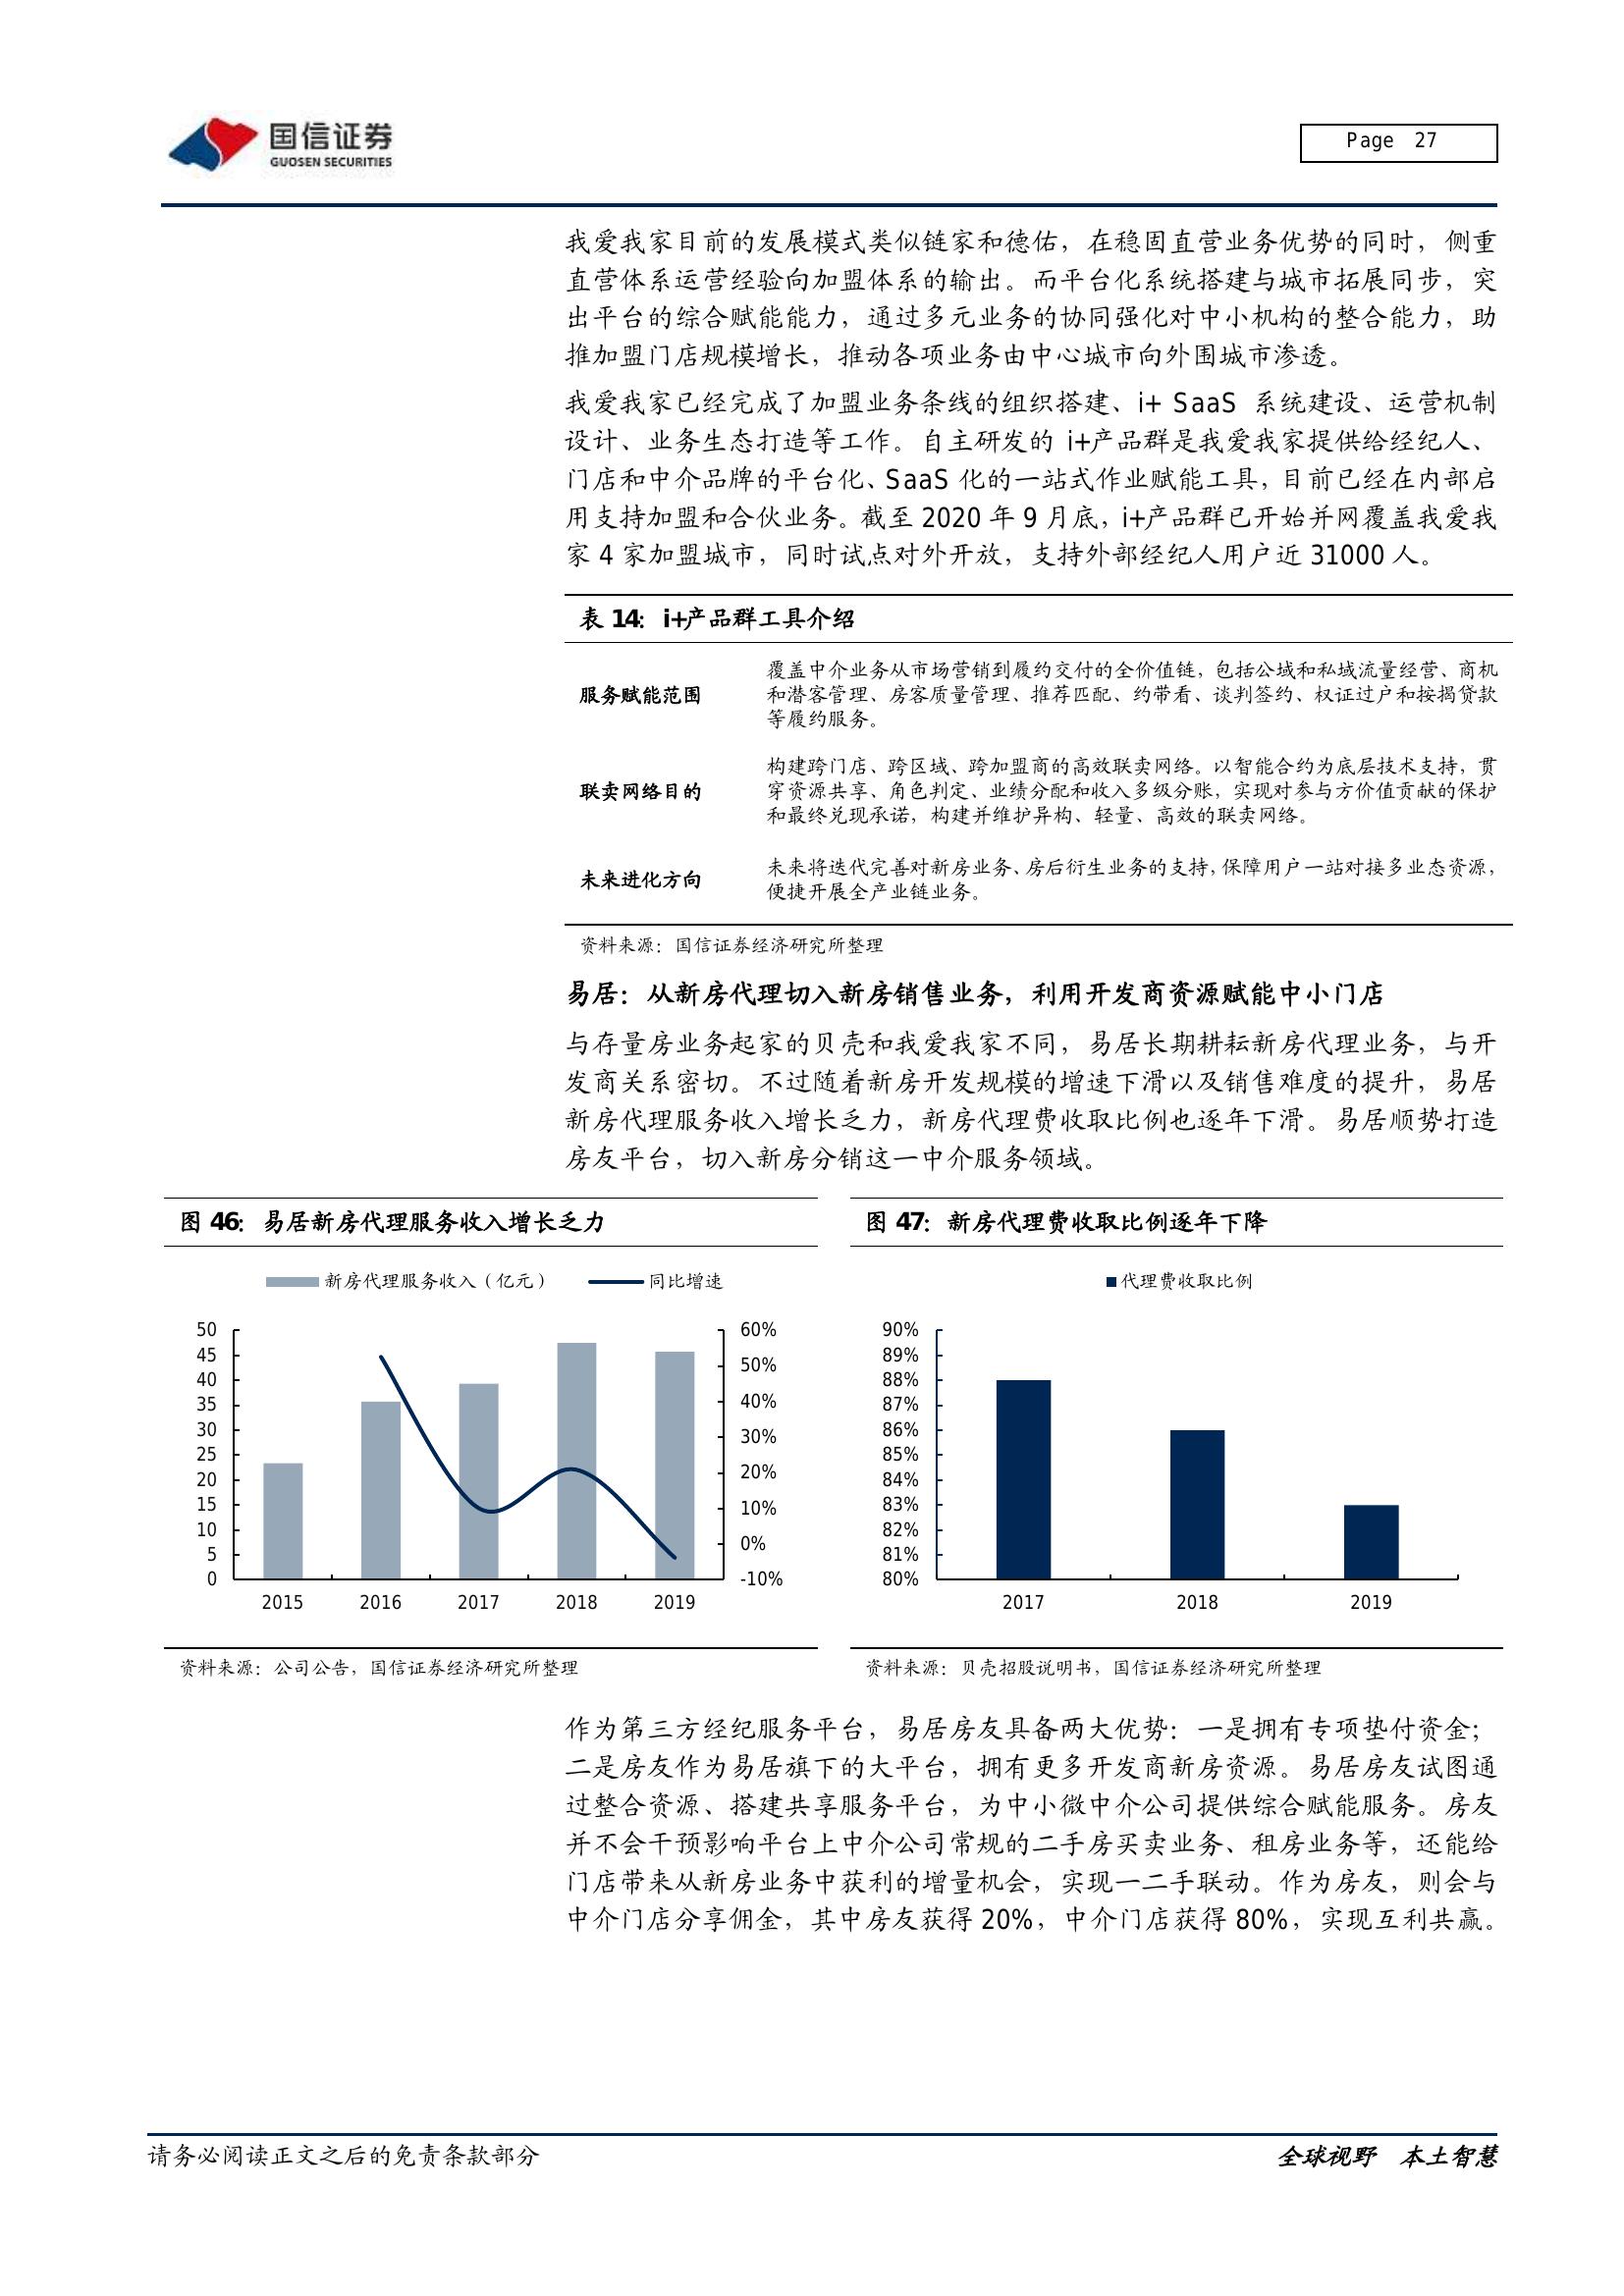 国信证券
GUOSEN SECURITIES
Page 27
我爱我家目前的发展模式类似链家和德佑，在稳固直营业务优势的同时，侧重
直营体系运营经验向加盟体系的输出。而平台化系统搭建与城市拓展同步，突
出平台的综合赋能能力，通过多元业务的协同强化对中小机构的整合能力，助
推加盟门店规模增长，推动各项业务由中心城市向外围城市渗透。
我爱我家已经完成了加盟业务条线的组织搭建、i+ SaaS 系统建设、运营机制
设计、业务生态打造等工作。自主研发的 i+产品群是我爱我家提供给经纪人、
门店和中介品牌的平台化、SaaS 化的一站式作业赋能工具，目前已经在内部启
用支持加盟和合伙业务。截至 2020 年 9 月底，i+产品群已开始并网覆盖我爱我
家 4 家加盟城市，同时试点对外开放，支持外部经纪人用户近 31000 人。
表 14：i+产品群工具介绍
服务赋能范围
覆盖中介业务从市场营销到履约交付的全价值链，包括公域和私域流量经营、商机
和潜客管理、房客质量管理、推荐匹配、约带看、谈判签约、权证过户和按揭贷款
等履约服务。
联卖网络目的
构建跨门店、跨区域、跨加盟商的高效联卖网络。以智能合约为底层技术支持，贯
穿资源共享、角色判定、业绩分配和收入多级分账，实现对参与方价值贡献的保护
和最终兑现承诺，构建并维护异构、轻量、高效的联卖网络。
未来进化方向
未来将迭代完善对新房业务、房后衍生业务的支持，保障用户一站对接多业态资源，
便捷开展全产业链业务。
资料来源：国信证券经济研究所整理
易居：从新房代理切入新房销售业务，利用开发商资源赋能中小门店
与存量房业务起家的贝壳和我爱我家不同，易居长期耕耘新房代理业务，与开
发商关系密切。不过随着新房开发规模的增速下滑以及销售难度的提升，易居
新房代理服务收入增长乏力，新房代理费收取比例也逐年下滑。易居顺势打造
房友平台，切入新房分销这一中介服务领域。
图 46：易居新房代理服务收入增长乏力
新房代理服务收入（亿元）
同比增速
50
45
40
35
30
25
20
15
10
5
0
60%
50%
40%
30%
20%
10%
0%
-10%
2015 2016 2017 2018 2019
资料来源：公司公告，国信证券经济研究所整理
图 47：新房代理费收取比例逐年下降
代理费收取比例
90%
89%
88%
87%
86%
85%
84%
83%
82%
81%
80%
2017 2018 2019
资料来源：贝壳招股说明书，国信证券经济研究所整理
作为第三方经纪服务平台，易居房友具备两大优势：一是拥有专项垫付资金；
二是房友作为易居旗下的大平台，拥有更多开发商新房资源。易居房友试图通
过整合资源、搭建共享服务平台，为中小微中介公司提供综合赋能服务。房友
并不会干预影响平台上中介公司常规的二手房买卖业务、租房业务等，还能给
门店带来从新房业务中获利的增量机会，实现一二手联动。作为房友，则会与
中介门店分享佣金，其中房友获得 20%，中介门店获得 80%，实现互利共赢。
请务必阅读正文之后的免责条款部分
全球视野 本土智慧